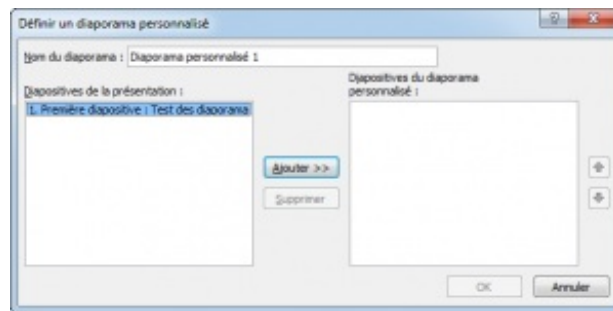 Définir un diaporama personnalisé
Nom du diaporama : Diaporama personnalisé 1
Diapositives de la présentation :
1. Première diapositive : Test des diaporama
Diapositives du diaporama
personnalisé :
Ajouter >>
Supprimer
OK
Annuler